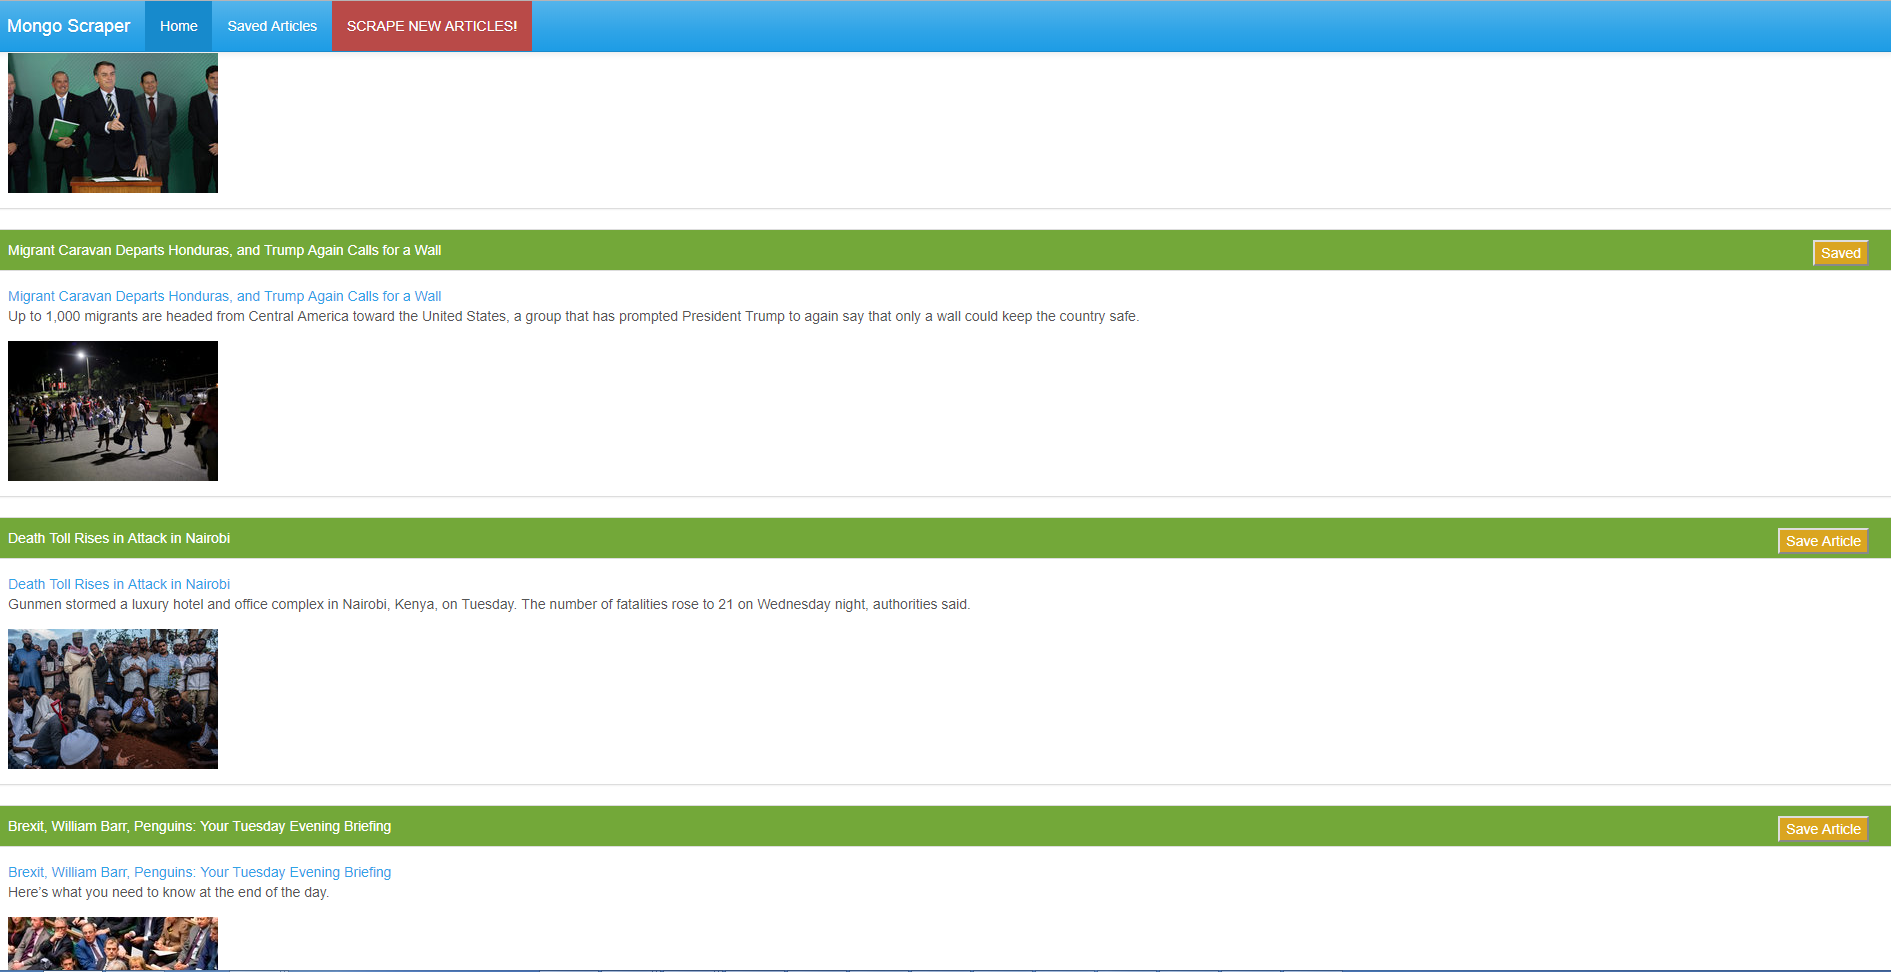 Mongo Scraper Home Saved Articles SCRAPE NEW ARTICLES!
Migrant Caravan Departs Honduras, and Trump Again Calls for a Wall Saved
Migrant Caravan Departs Honduras, and Trump Again Calls for a Wall
Up to 1,000 migrants are headed from Central America toward the United States, a group that has prompted President Trump to again say that only a wall could keep the country safe.
Death Toll Rises in Attack in Nairobi Save Article
Death Toll Rises in Attack in Nairobi
Gunmen stormed a luxury hotel and office complex in Nairobi, Kenya, on Tuesday. The number of fatalities rose to 21 on Wednesday night, authorities said.
Brexit, William Barr, Penguins: Your Tuesday Evening Briefing Save Article
Brexit, William Barr, Penguins: Your Tuesday Evening Briefing
Here’s what you need to know at the end of the day.